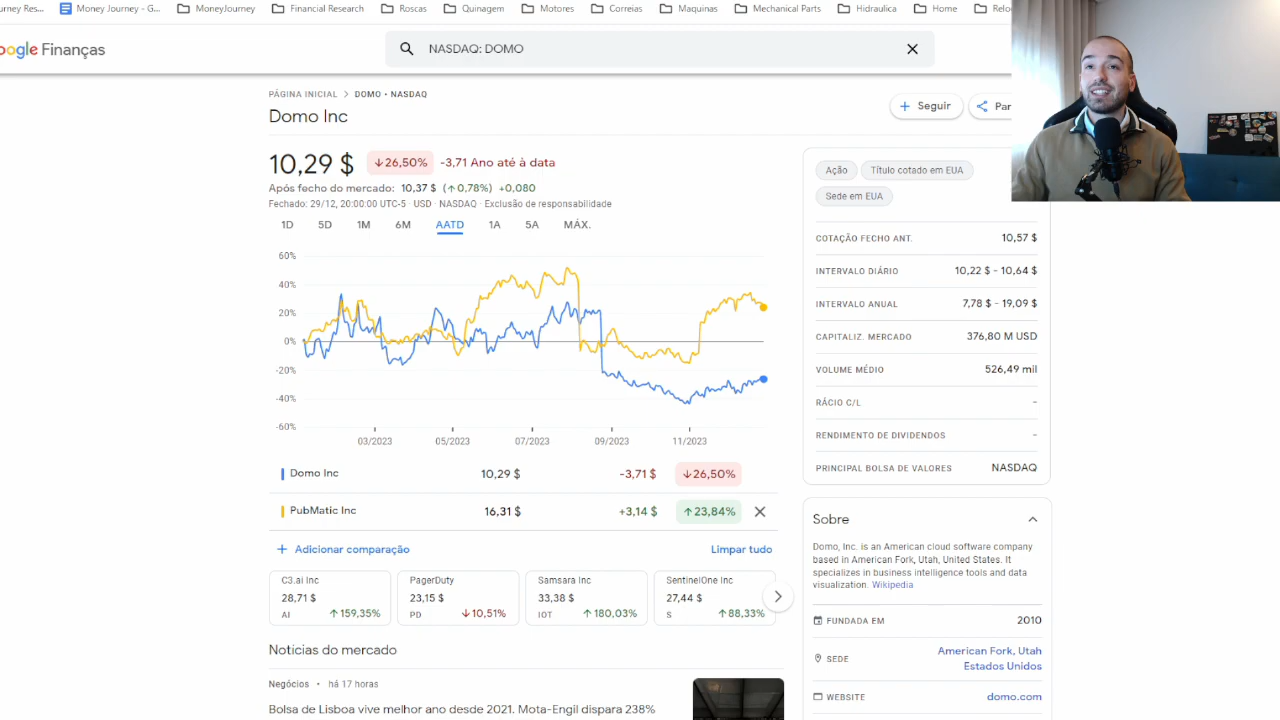 urney Res...
Money Journey - G...
MoneyJourney
Financial Research
Roscas
Quinagem
Motores
Correias
Maquinas
Mechanical Parts
Hidraulica
Home
Relo
ogle Finanças
NASDAQ: DOMO
PÁGINA INICIAL > DOMO • NASDAQ
Domo Inc
+ Seguir
Par
10,29 $ ↓26,50% -3,71 Ano até à data
Após fecho do mercado: 10,37 $ (↑0,78%) +0,080
Fechado: 29/12, 20:00:00 UTC-5 · USD · NASDAQ · Exclusão de responsabilidade
1D 5D 1M 6M AATD 1A 5A MÁX.
60%
40%
20%
0%
-20%
-40%
-60%
03/2023 05/2023 07/2023 09/2023 11/2023
Domo Inc 10,29 $ -3,71 $ ↓26,50%
PubMatic Inc 16,31 $ +3,14 $ ↑23,84%
+ Adicionar comparação
Limpar tudo
C3.ai Inc
28,71 $
AI ↑159,35%
PagerDuty
23,15 $
PD ↓10,51%
Samsara Inc
33,38 $
IOT ↑180,03%
SentinelOne Inc
27,44 $
S ↑88,33%
Noticias do mercado
Negócios • há 17 horas
Bolsa de Lisboa vive melhor ano desde 2021. Mota-Engil dispara 238%
Ação
Título cotado em EUA
Sede em EUA
COTAÇÃO FECHO ANT. 10,57 $
INTERVALO DIÁRIO 10,22 $ - 10,64 $
INTERVALO ANUAL 7,78 $ - 19,09 $
CAPITALIZ. MERCADO 376,80 M USD
VOLUME MÉDIO 526,49 mil
RÁCIO C/L -
RENDIMENTO DE DIVIDENDOS -
PRINCIPAL BOLSA DE VALORES NASDAQ
Sobre
Domo, Inc. is an American cloud software company
based in American Fork, Utah, United States. It
specializes in business intelligence tools and data
visualization. Wikipedia
FUNDADA EM 2010
SEDE American Fork, Utah
Estados Unidos
WEBSITE domo.com